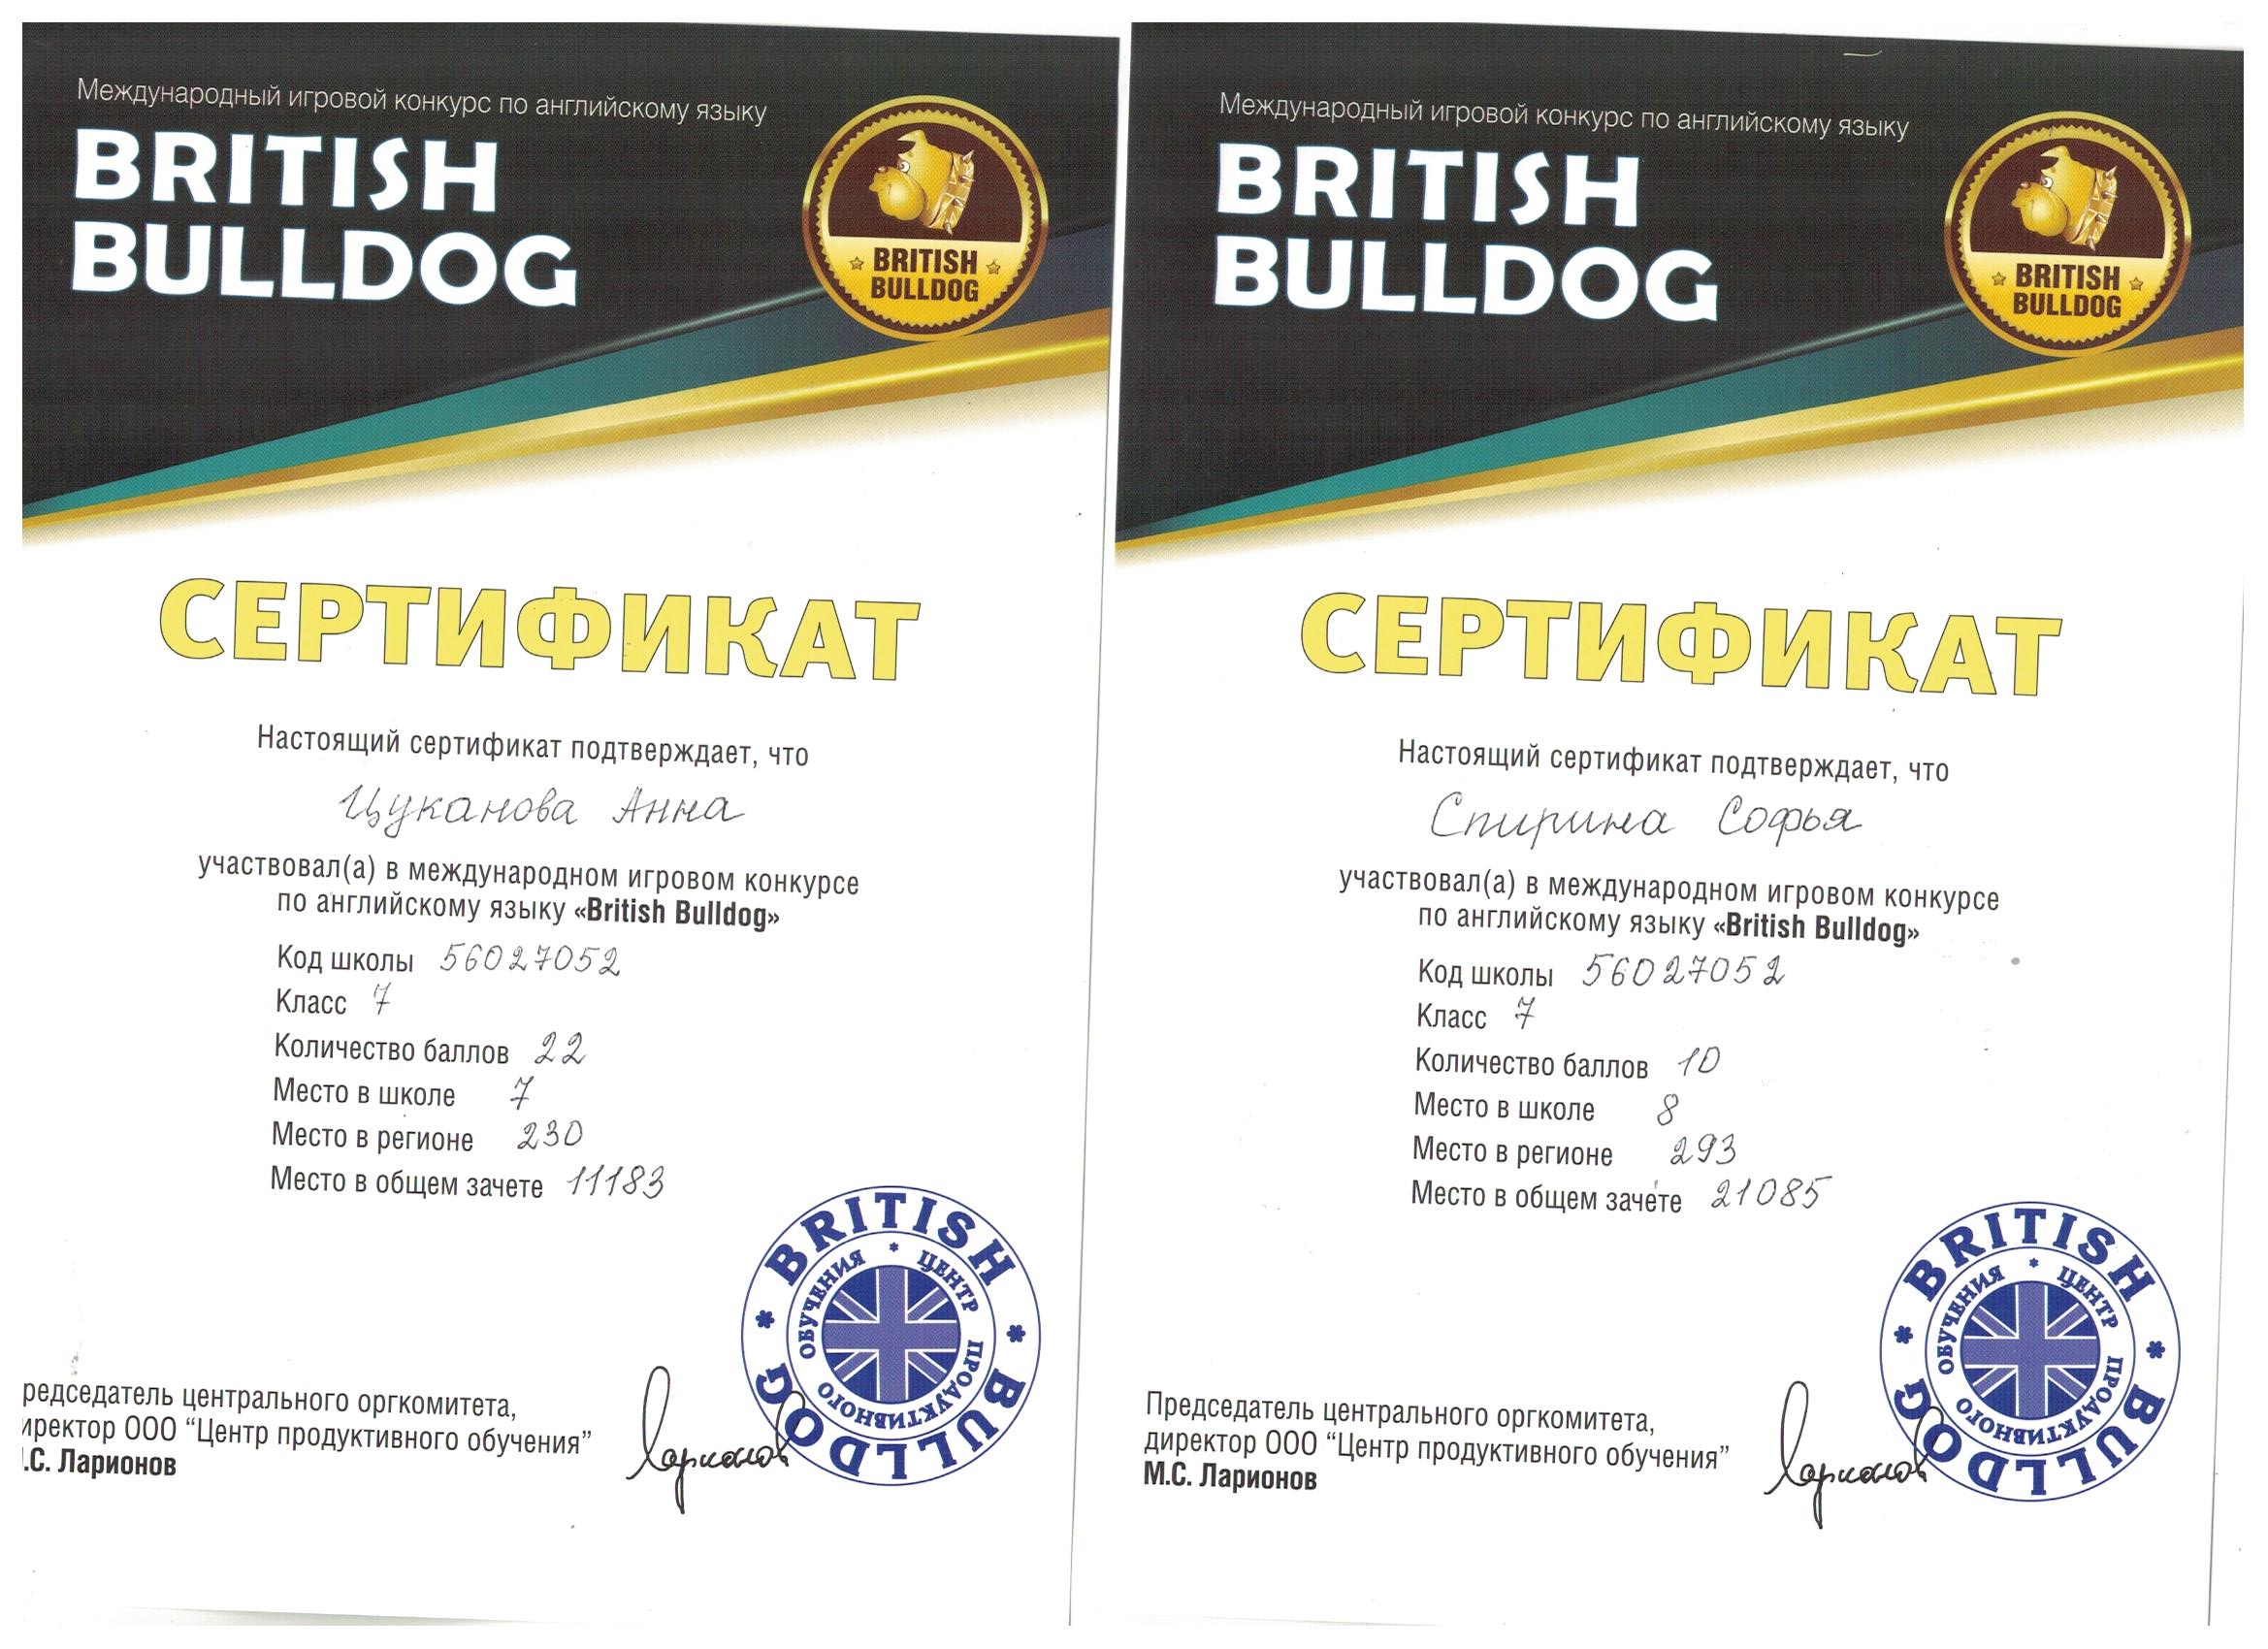 Международный игровой конкурс по английскому языку
BRITISH
BULLDOG
BRITISH
BULLDOG
СЕРТИФИКАТ
Настоящий сертификат подтверждает, что
Цуканова Анна
участвовал(а) в международном игровом конкурсе
по английскому языку «British Bulldog»
Код школы 56027052
Класс 7
Количество баллов 22
Место в школе 7
Место в регионе 230
Место в общем зачете 11183
BRITISH BULLDOG
ЦЕНТР ПРОДУКТИВНОГО ОБУЧЕНИЯ
редседатель центрального оргкомитета,
иректор ООО “Центр продуктивного обучения”
.С. Ларионов
Ларионов
Международный игровой конкурс по английскому языку
BRITISH
BULLDOG
BRITISH
BULLDOG
СЕРТИФИКАТ
Настоящий сертификат подтверждает, что
Спирина Софья
участвовал(а) в международном игровом конкурсе
по английскому языку «British Bulldog»
Код школы 56027052
Класс 7
Количество баллов 10
Место в школе 8
Место в регионе 293
Место в общем зачете 21085
BRITISH BULLDOG
ЦЕНТР ПРОДУКТИВНОГО ОБУЧЕНИЯ
Председатель центрального оргкомитета,
директор ООО “Центр продуктивного обучения”
М.С. Ларионов
Ларионов